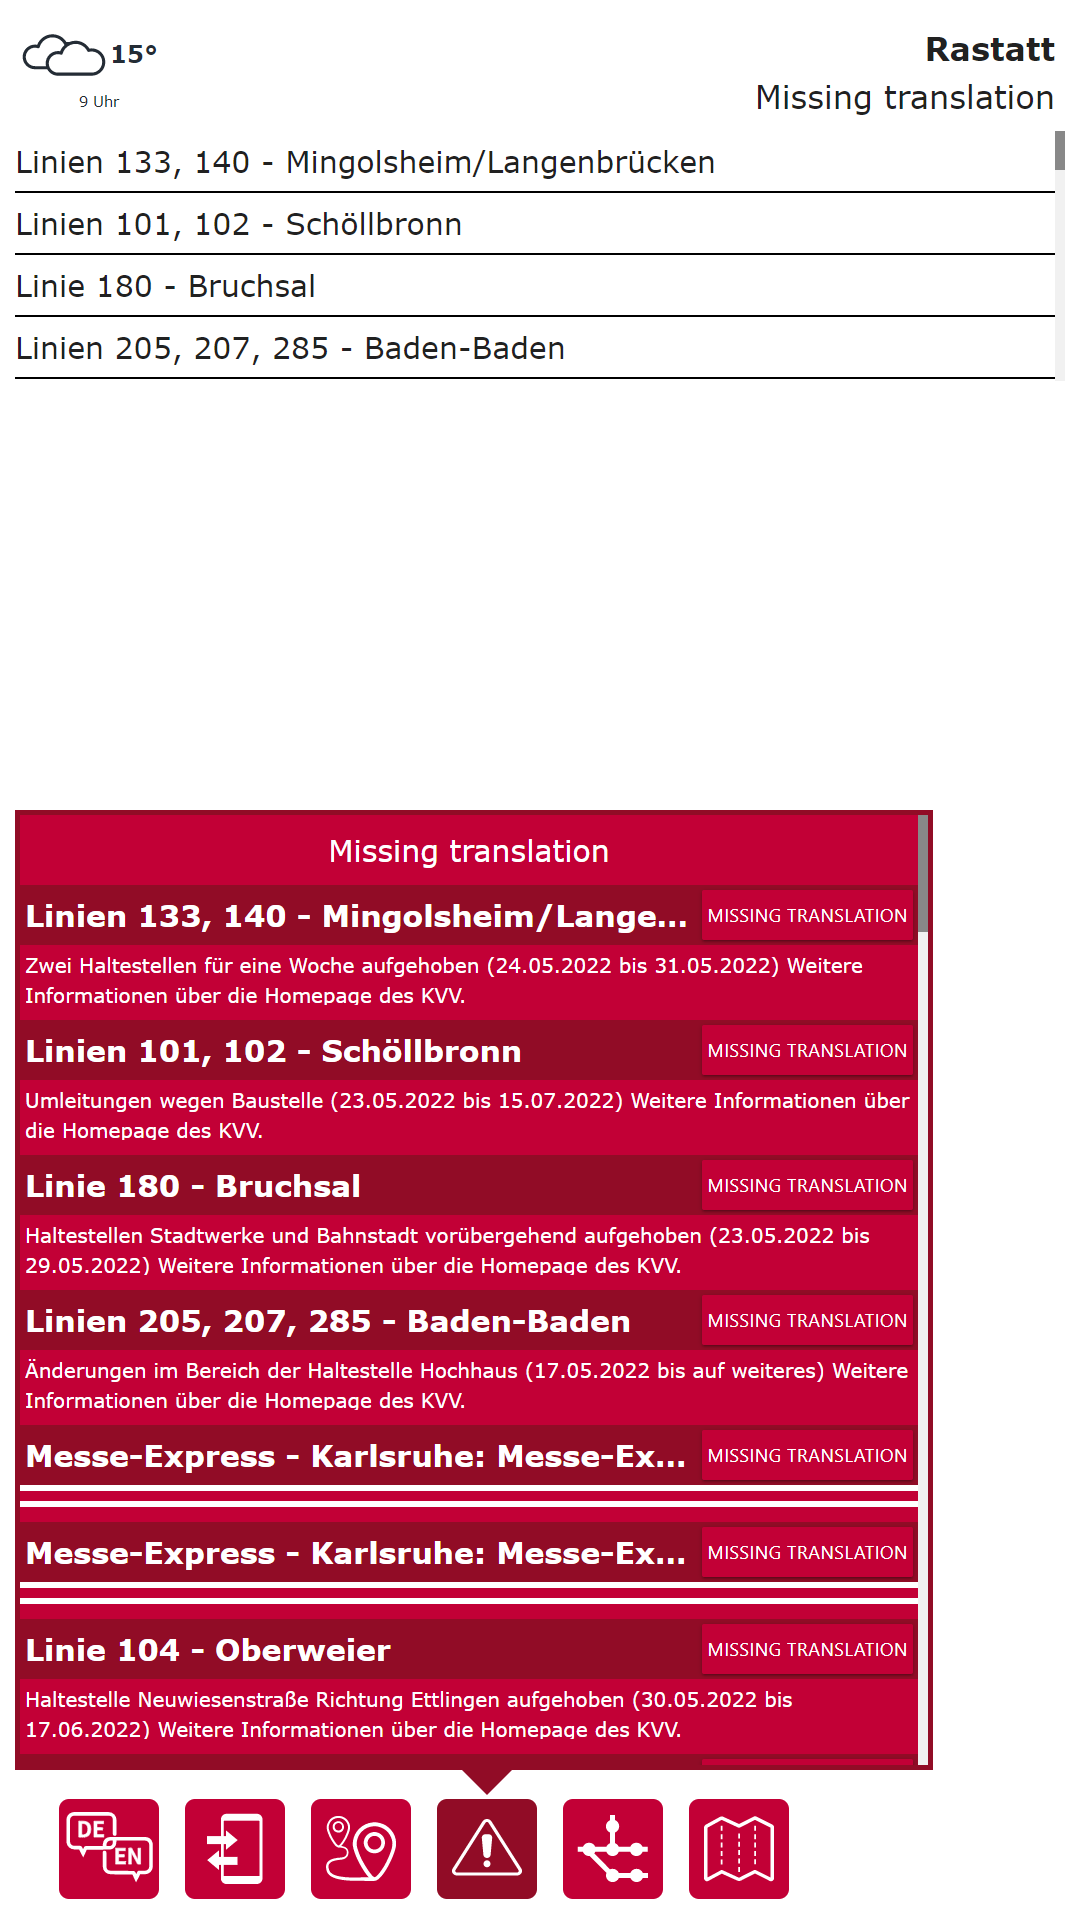 15°
9 Uhr
Rastatt
Missing translation
Linien 133, 140 - Mingolsheim/Langenbrücken
Linien 101, 102 - Schöllbronn
Linie 180 - Bruchsal
Linien 205, 207, 285 - Baden-Baden
Missing translation
Linien 133, 140 - Mingolsheim/Lange... MISSING TRANSLATION
Zwei Haltestellen für eine Woche aufgehoben (24.05.2022 bis 31.05.2022) Weitere
Informationen über die Homepage des KVV.
Linien 101, 102 - Schöllbronn MISSING TRANSLATION
Umleitungen wegen Baustelle (23.05.2022 bis 15.07.2022) Weitere Informationen über
die Homepage des KVV.
Linie 180 - Bruchsal MISSING TRANSLATION
Haltestellen Stadtwerke und Bahnstadt vorübergehend aufgehoben (23.05.2022 bis
29.05.2022) Weitere Informationen über die Homepage des KVV.
Linien 205, 207, 285 - Baden-Baden MISSING TRANSLATION
Änderungen im Bereich der Haltestelle Hochhaus (17.05.2022 bis auf weiteres) Weitere
Informationen über die Homepage des KVV.
Messe-Express - Karlsruhe: Messe-Ex... MISSING TRANSLATION
Messe-Express - Karlsruhe: Messe-Ex... MISSING TRANSLATION
Linie 104 - Oberweier MISSING TRANSLATION
Haltestelle Neuwiesenstraße Richtung Ettlingen aufgehoben (30.05.2022 bis
17.06.2022) Weitere Informationen über die Homepage des KVV.
DE
EN